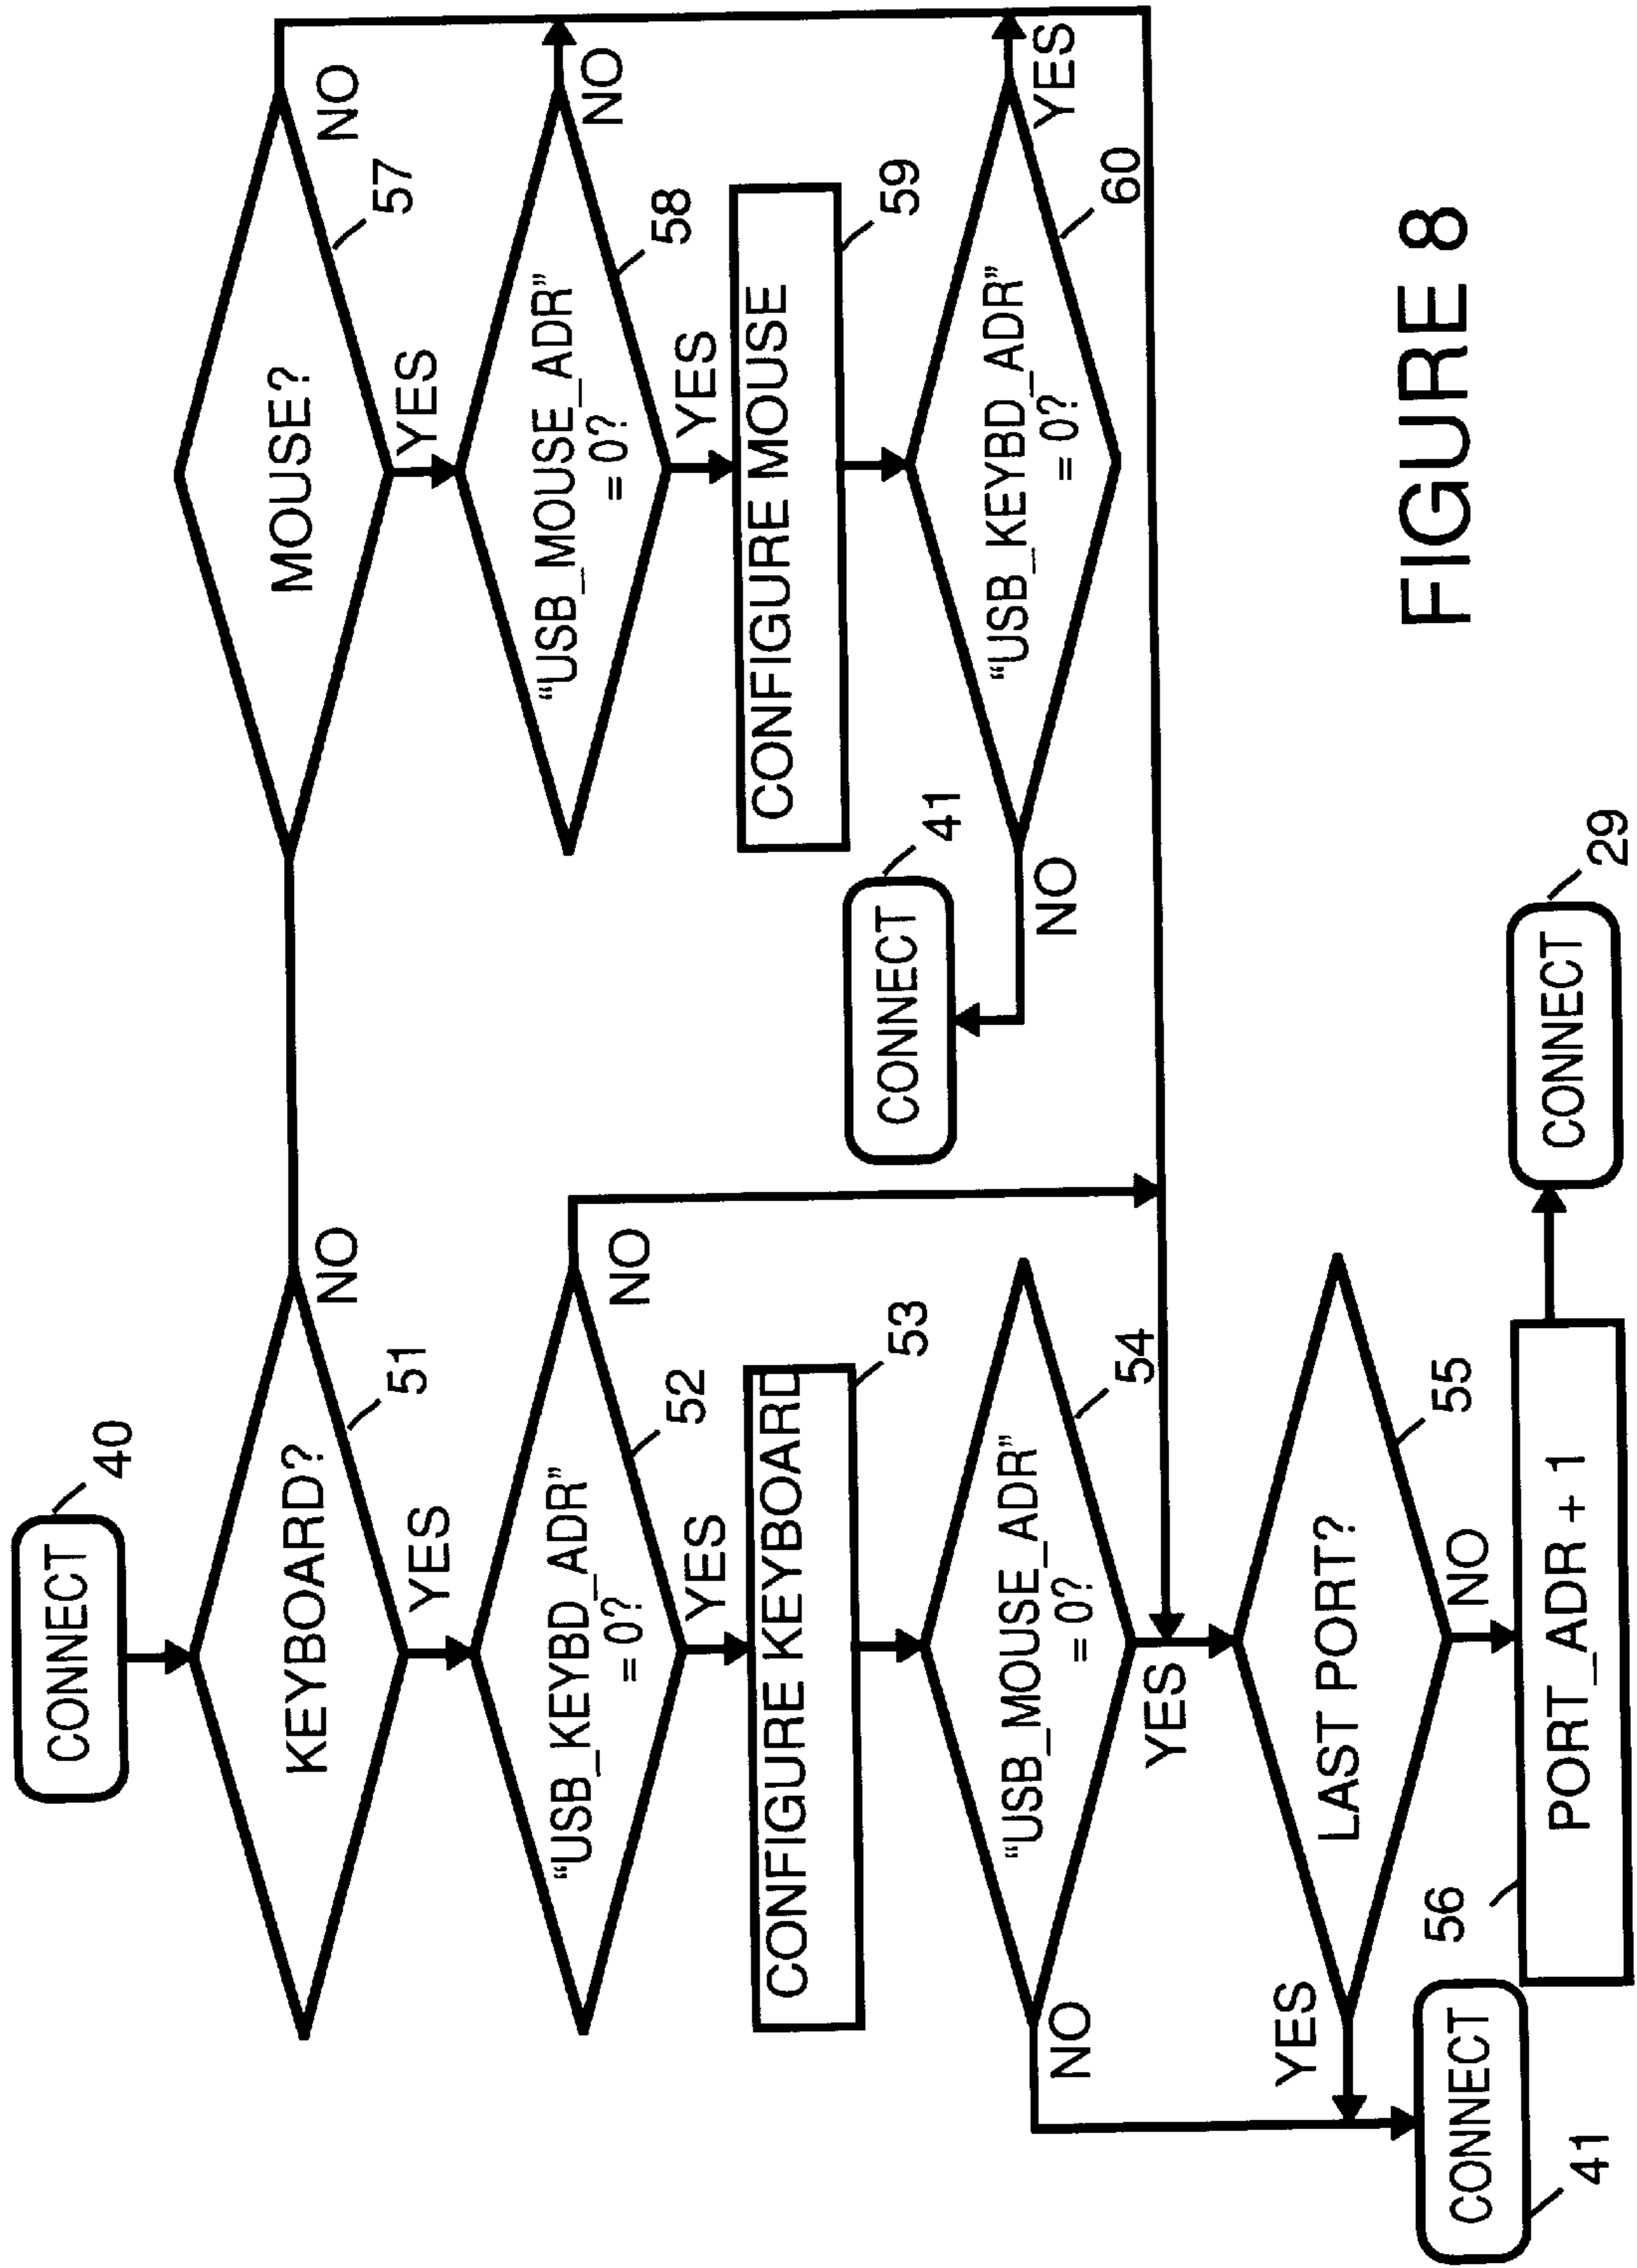 CONNECT
40
KEYBOARD?
51
NO
YES
"USB_KEYBD_ADR"
= 0?
52
NO
YES
CONFIGURE KEYBOARD
53
"USB_MOUSE_ADR"
= 0?
54
NO
YES
LAST PORT?
55
YES
NO
56
PORT_ADR + 1
CONNECT
41
CONNECT
29
MOUSE?
57
NO
YES
"USB_MOUSE_ADR"
= 0?
58
NO
YES
CONFIGURE MOUSE
59
"USB_KEYBD_ADR"
= 0?
60
YES
NO
CONNECT
41
FIGURE 8